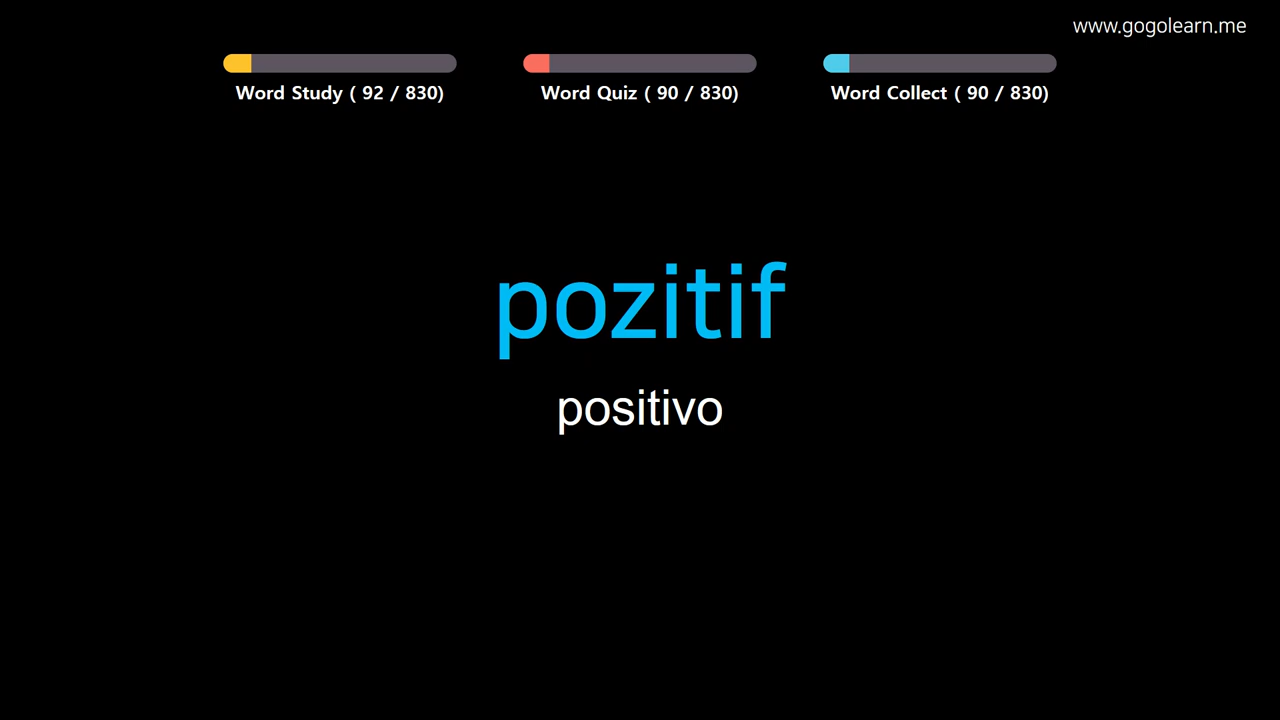 www.gogolearn.me
Word Study ( 92 / 830)
Word Quiz ( 90 / 830)
Word Collect ( 90 / 830)
pozitif
positivo